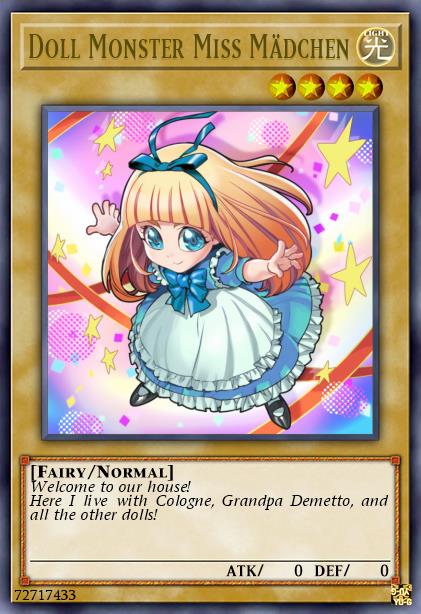 DOLL MONSTER MISS MÄDCHEN
LIGHT
光
[FAIRY/NORMAL]
Welcome to our house!
Here I live with Cologne, Grandpa Demetto, and
all the other dolls!
ATK/ 0 DEF/ 0
72717433